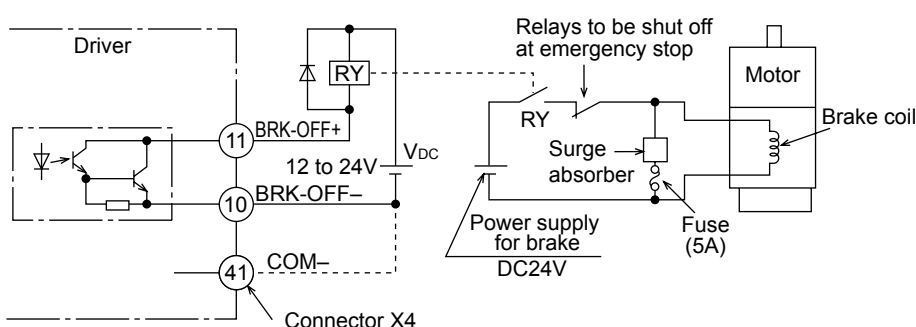 Driver
RY
11
BRK-OFF+
12 to 24V
VDC
10
BRK-OFF–
41
COM–
Connector X4
Relays to be shut off
at emergency stop
RY
Surge
absorber
Power supply
for brake
DC24V
Fuse
(5A)
Motor
Brake coil